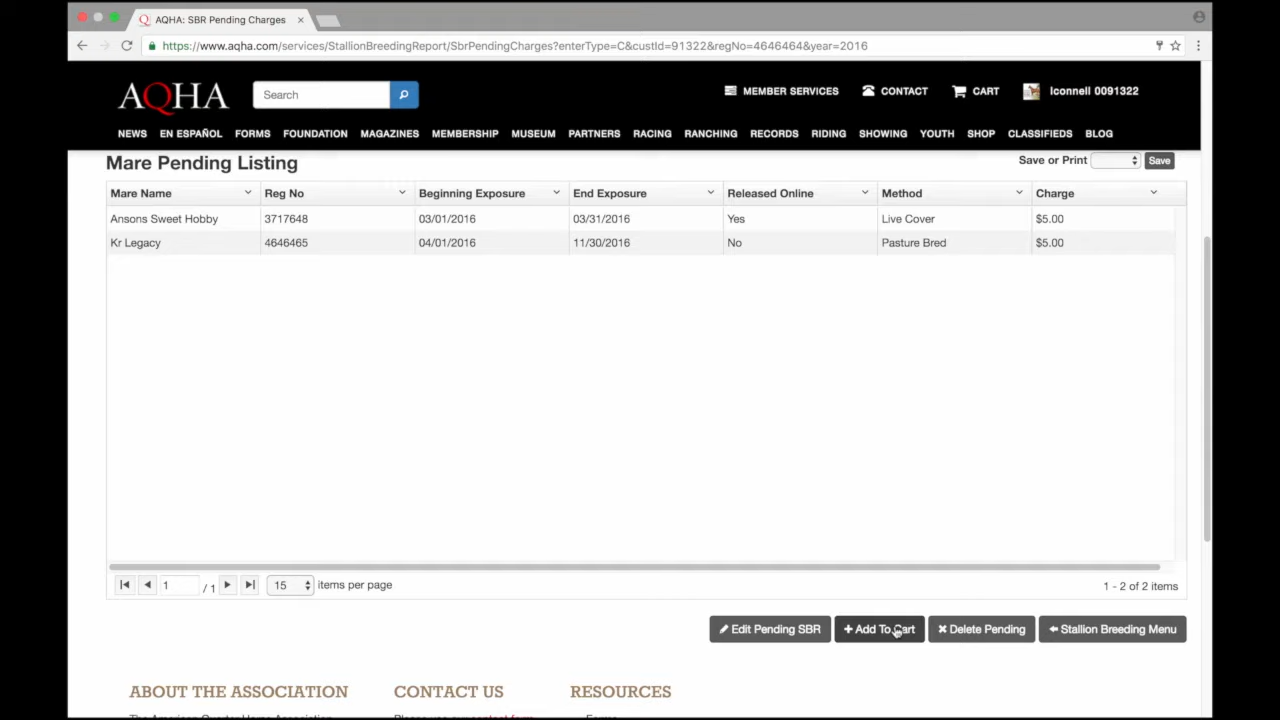 AQHA: SBR Pending Charges
https://www.aqha.com/services/StallionBreedingReport/SbrPendingCharges?enterType=C&custId=91322&regNo=4646464&year=2016
AQHA Search MEMBER SERVICES CONTACT CART lconnell 0091322
NEWS EN ESPAÑOL FORMS FOUNDATION MAGAZINES MEMBERSHIP MUSEUM PARTNERS RACING RANCHING RECORDS RIDING SHOWING YOUTH SHOP CLASSIFIEDS BLOG
Mare Pending Listing Save or Print Save
Mare Name Reg No Beginning Exposure End Exposure Released Online Method Charge
Ansons Sweet Hobby 3717648 03/01/2016 03/31/2016 Yes Live Cover $5.00
Kr Legacy 4646465 04/01/2016 11/30/2016 No Pasture Bred $5.00
1 / 1 15 items per page 1 - 2 of 2 items
Edit Pending SBR + Add To Cart Delete Pending Stallion Breeding Menu
ABOUT THE ASSOCIATION CONTACT US RESOURCES